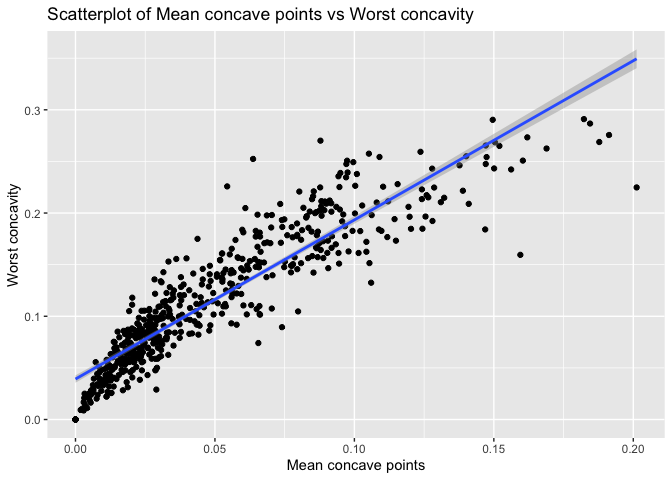 Scatterplot of Mean concave points vs Worst concavity
Worst concavity
0.3
0.2
0.1
0.0
0.00 0.05 0.10 0.15 0.20
Mean concave points